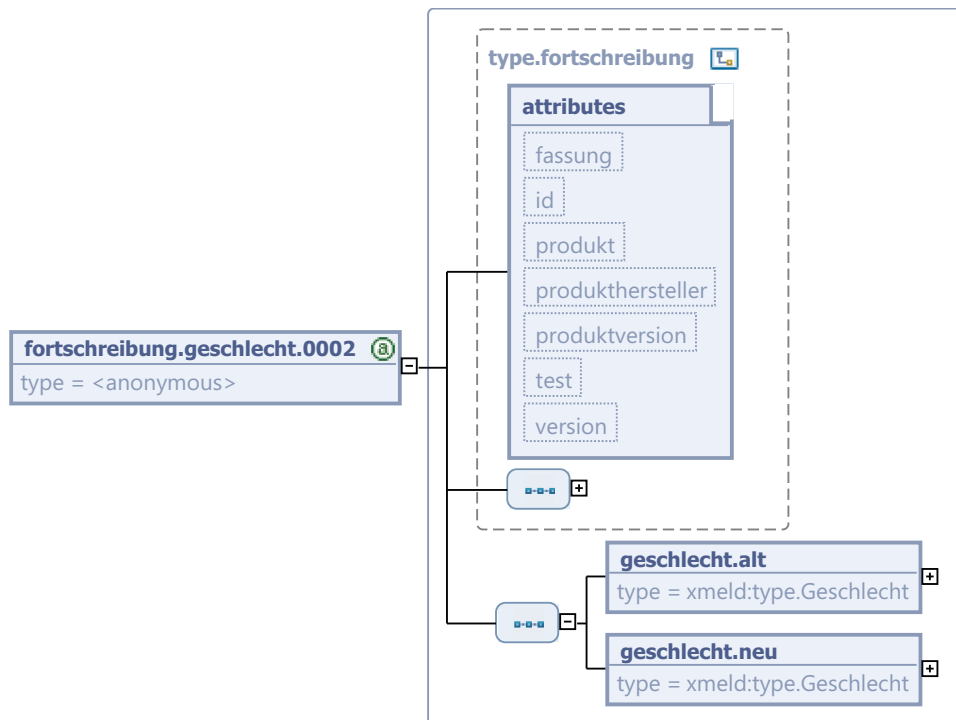 type.fortschreibung
attributes
fassung
id
produkt
produkthersteller
produktversion
test
version
fortschreibung.geschlecht.0002 @
type = <anonymous>
geschlecht.alt
type = xmeld:type.Geschlecht
geschlecht.neu
type = xmeld:type.Geschlecht